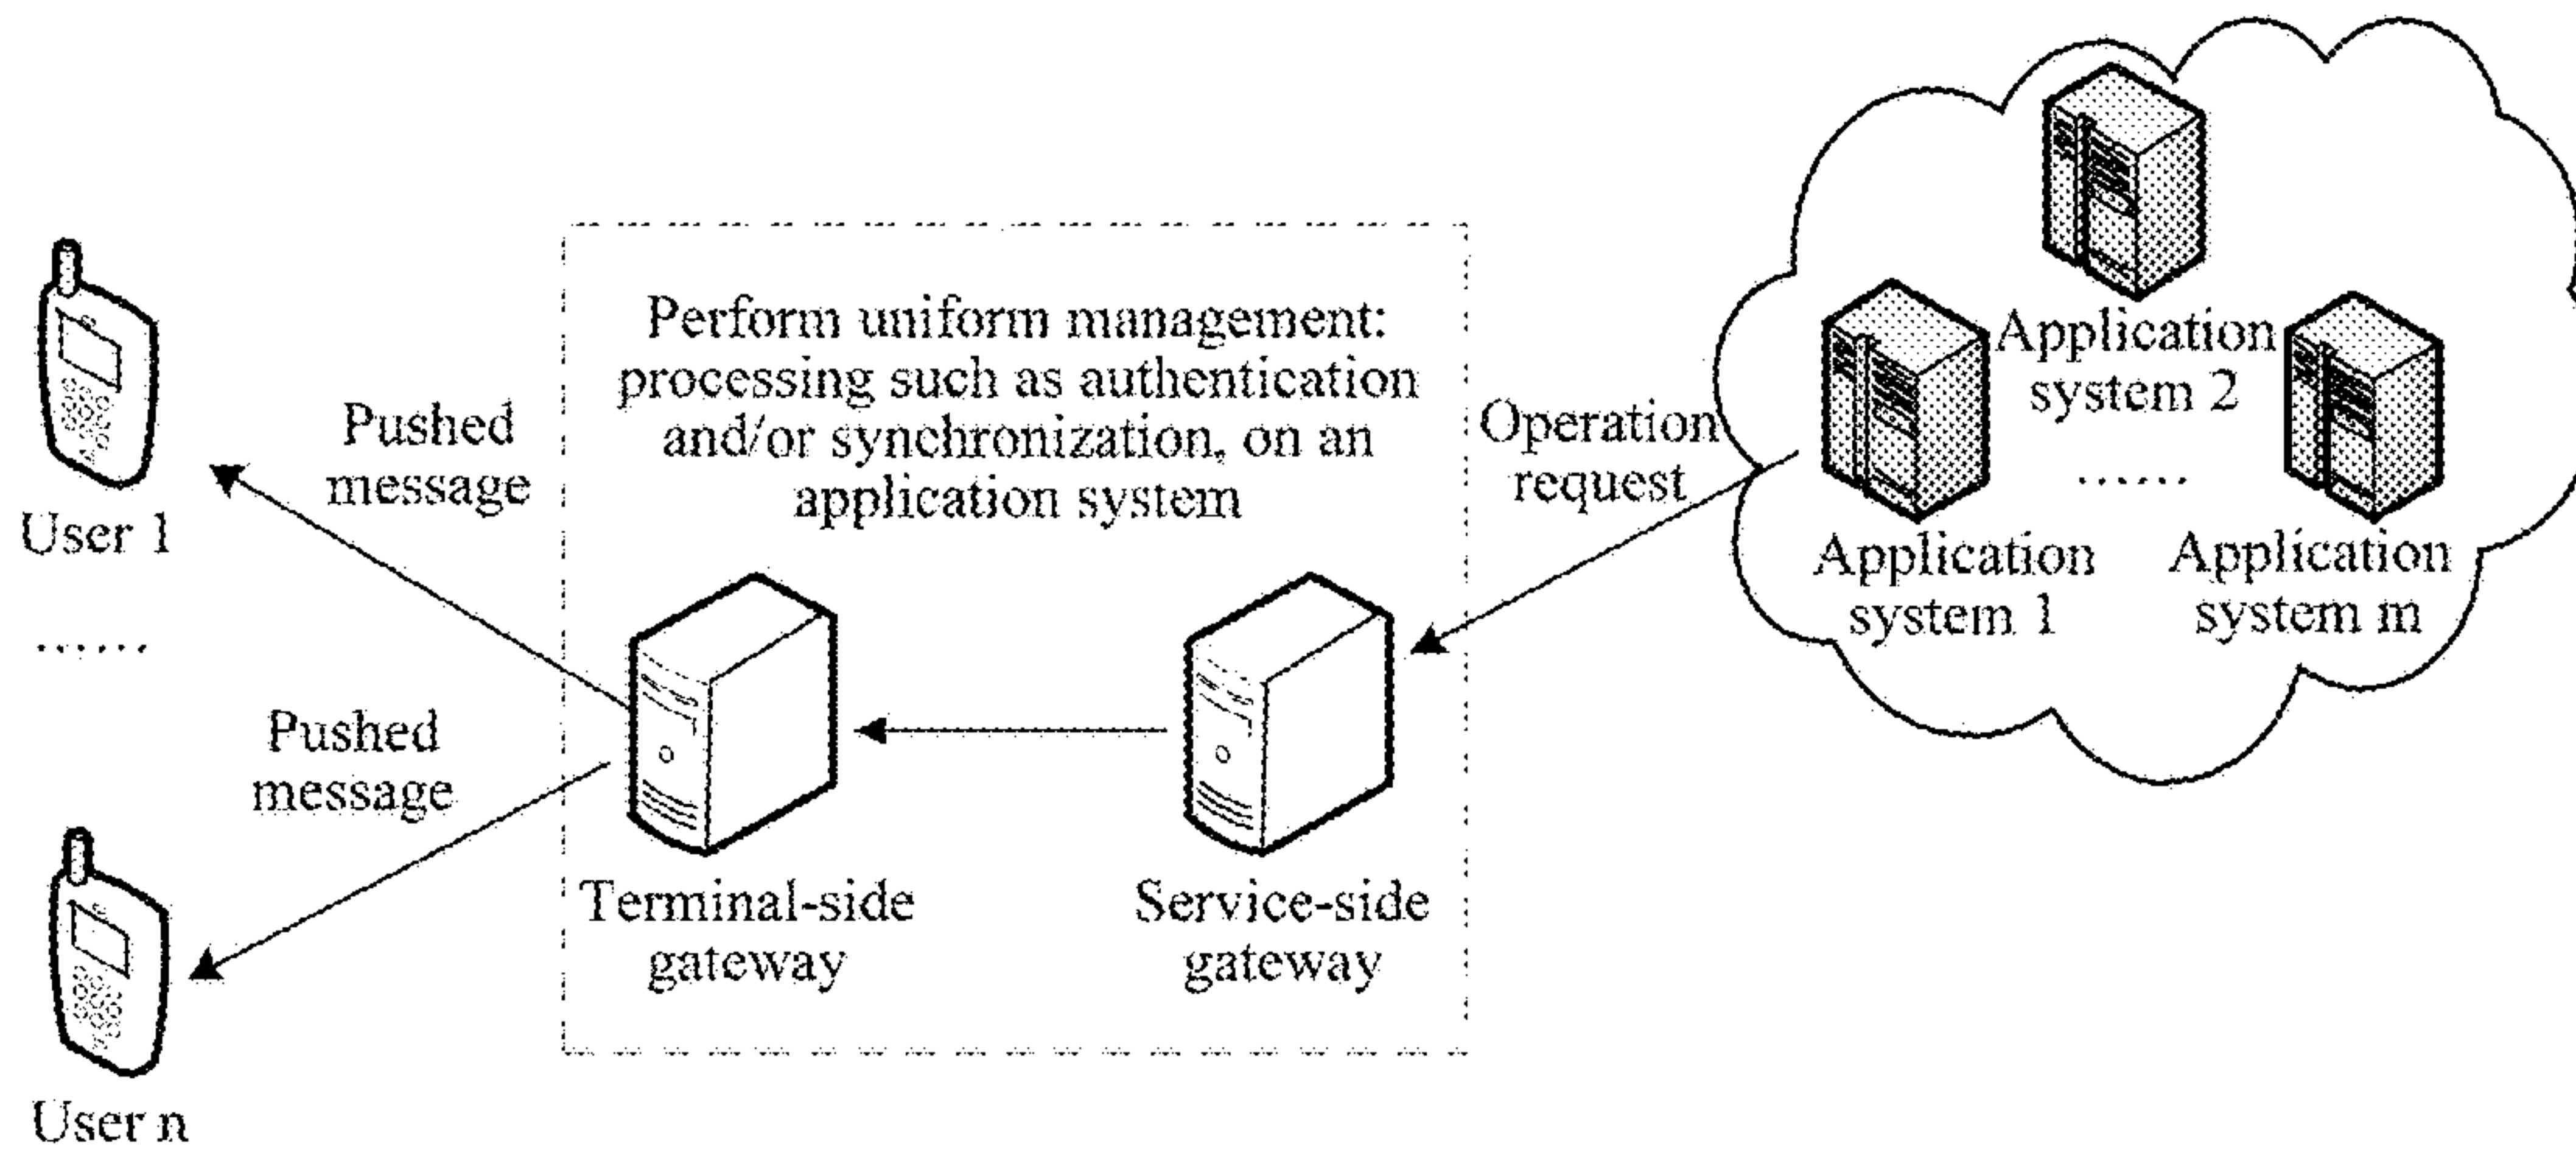 User 1
......
User n
Pushed
message
Pushed
message
Perform uniform management:
processing such as authentication
and/or synchronization, on an
application system
Terminal-side
gateway
Service-side
gateway
Operation
request
Application
system 2
......
Application
system 1
Application
system m